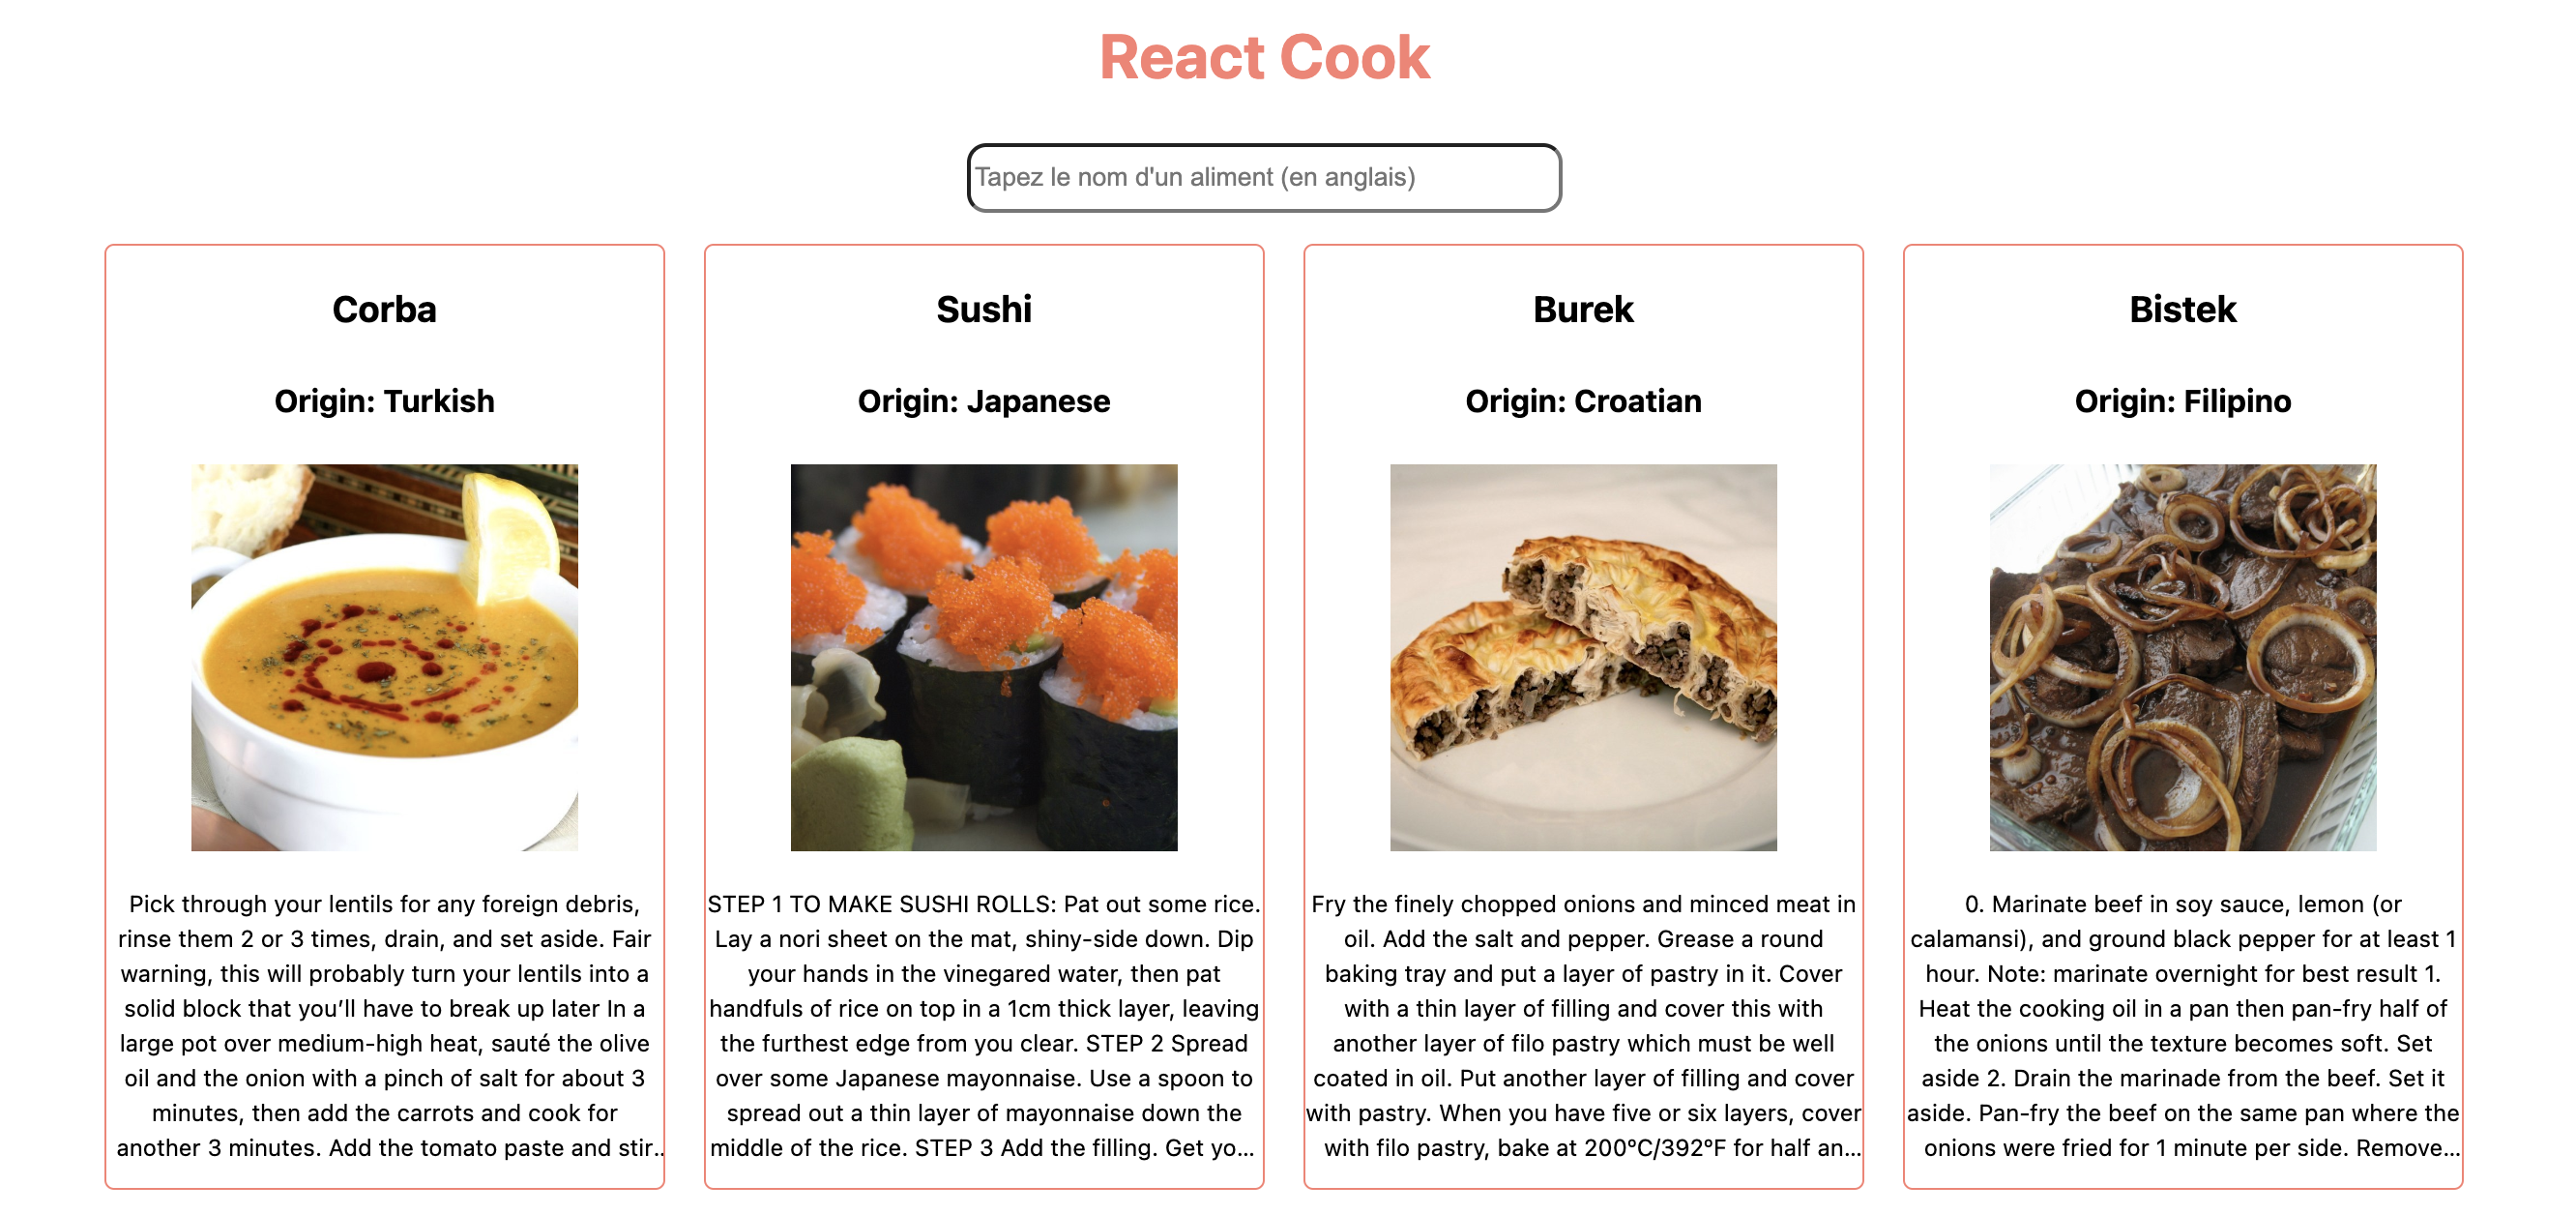 React Cook
Tapez le nom d'un aliment (en anglais)
Corba
Origin: Turkish
Pick through your lentils for any foreign debris,
rinse them 2 or 3 times, drain, and set aside. Fair
warning, this will probably turn your lentils into a
solid block that you’ll have to break up later In a
large pot over medium-high heat, sauté the olive
oil and the onion with a pinch of salt for about 3
minutes, then add the carrots and cook for
another 3 minutes. Add the tomato paste and stir..
Sushi
Origin: Japanese
STEP 1 TO MAKE SUSHI ROLLS: Pat out some rice.
Lay a nori sheet on the mat, shiny-side down. Dip
your hands in the vinegared water, then pat
handfuls of rice on top in a 1cm thick layer, leaving
the furthest edge from you clear. STEP 2 Spread
over some Japanese mayonnaise. Use a spoon to
spread out a thin layer of mayonnaise down the
middle of the rice. STEP 3 Add the filling. Get yo...
Burek
Origin: Croatian
Fry the finely chopped onions and minced meat in
oil. Add the salt and pepper. Grease a round
baking tray and put a layer of pastry in it. Cover
with a thin layer of filling and cover this with
another layer of filo pastry which must be well
coated in oil. Put another layer of filling and cover
with pastry. When you have five or six layers, cover
with filo pastry, bake at 200ºC/392ºF for half an...
Bistek
Origin: Filipino
0. Marinate beef in soy sauce, lemon (or
calamansi), and ground black pepper for at least 1
hour. Note: marinate overnight for best result 1.
Heat the cooking oil in a pan then pan-fry half of
the onions until the texture becomes soft. Set
aside 2. Drain the marinade from the beef. Set it
aside. Pan-fry the beef on the same pan where the
onions were fried for 1 minute per side. Remove...